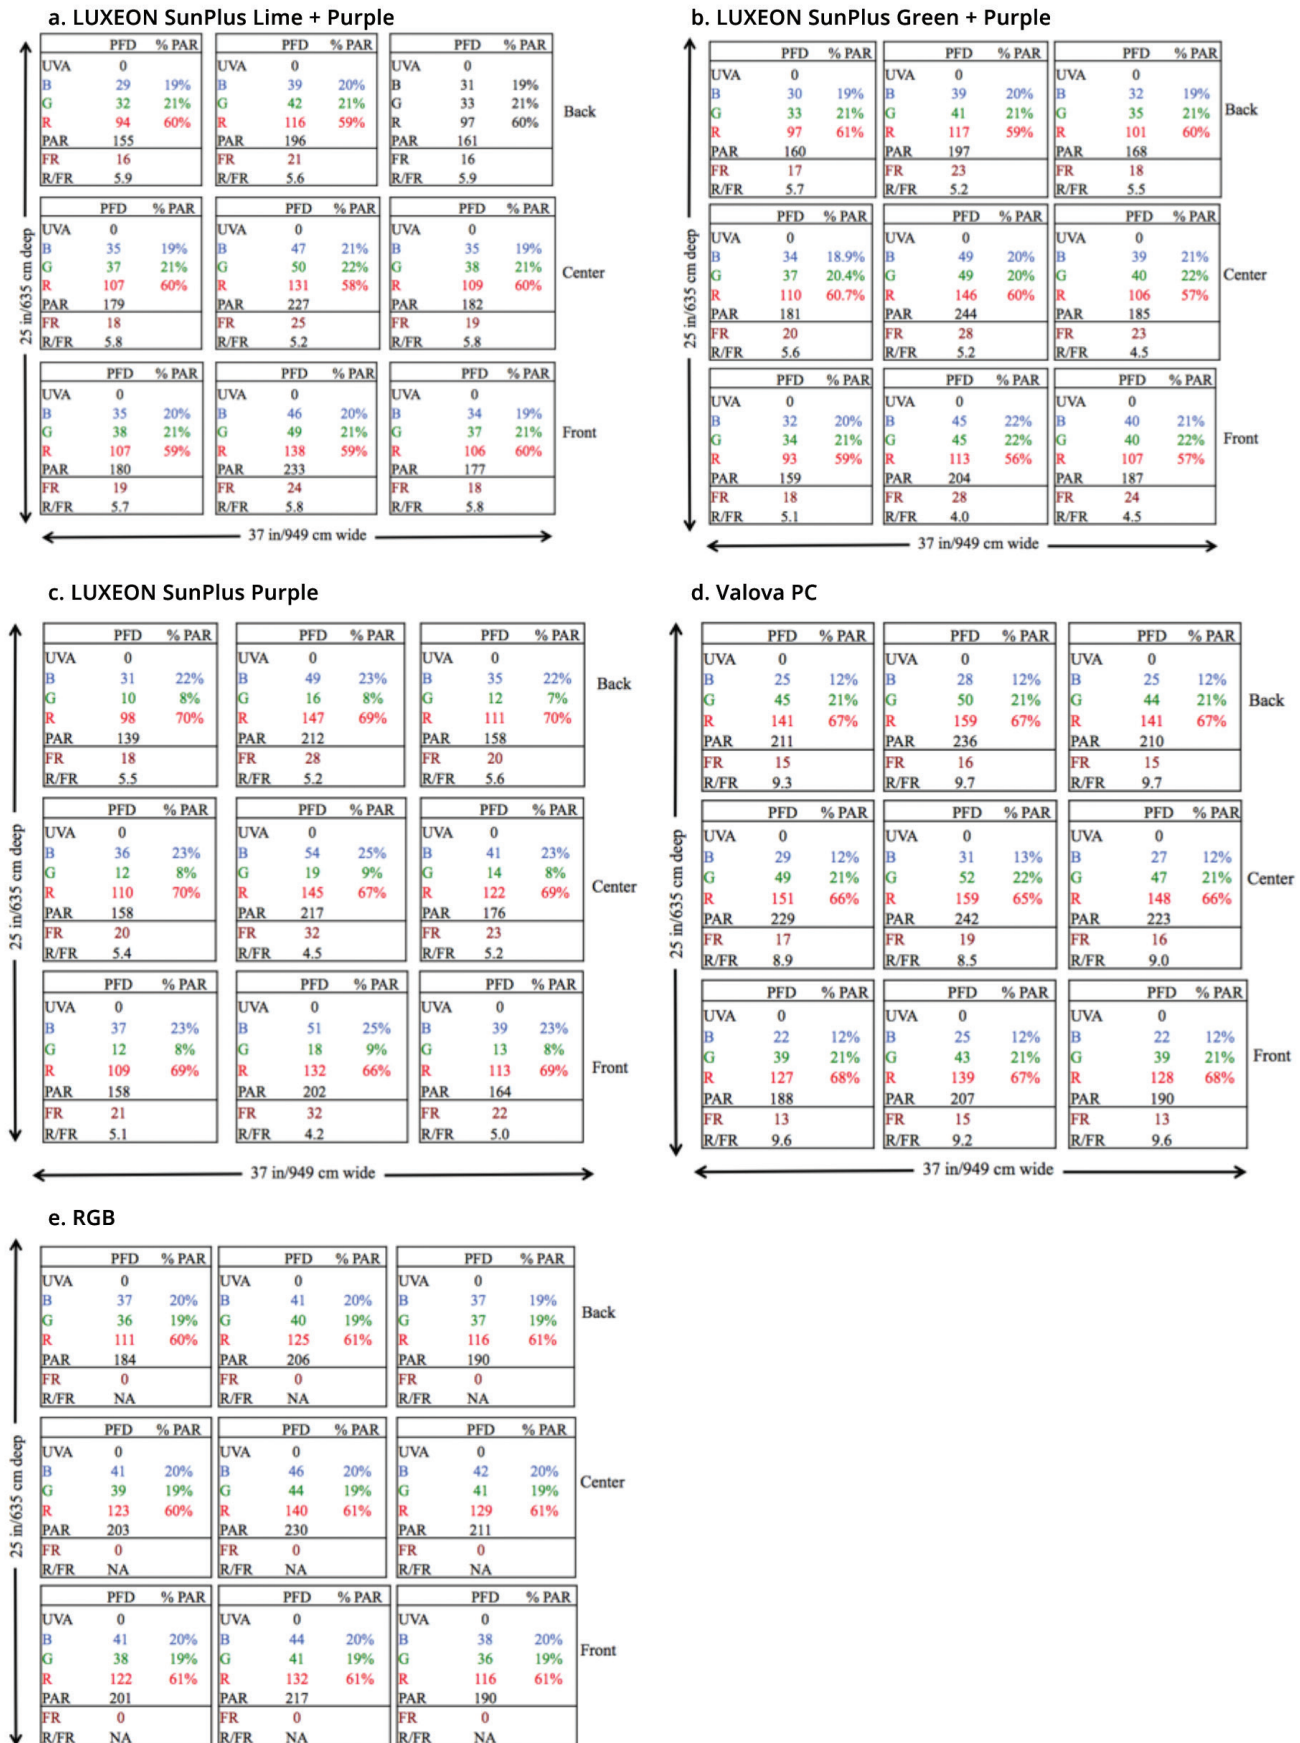 a. LUXEON SunPlus Lime + Purple
PFD % PAR PFD % PAR PFD % PAR
UVA 0 UVA 0 UVA 0
B 29 19% B 39 20% B 31 19%
G 32 21% G 42 21% G 33 21%
R 94 60% R 116 59% R 97 60%
PAR 155 PAR 196 PAR 161
FR 16 FR 21 FR 16
R/FR 5.9 R/FR 5.6 R/FR 5.9
Back
PFD % PAR PFD % PAR PFD % PAR
UVA 0 UVA 0 UVA 0
B 35 19% B 47 21% B 35 19%
G 37 21% G 50 22% G 38 21%
R 107 60% R 131 58% R 109 60%
PAR 179 PAR 227 PAR 182
FR 18 FR 25 FR 19
R/FR 5.8 R/FR 5.2 R/FR 5.8
Center
PFD % PAR PFD % PAR PFD % PAR
UVA 0 UVA 0 UVA 0
B 35 20% B 46 20% B 34 19%
G 38 21% G 49 21% G 37 21%
R 107 59% R 138 59% R 106 60%
PAR 180 PAR 233 PAR 177
FR 19 FR 24 FR 18
R/FR 5.7 R/FR 5.8 R/FR 5.8
Front
25 in/635 cm deep
37 in/949 cm wide
b. LUXEON SunPlus Green + Purple
PFD % PAR PFD % PAR PFD % PAR
UVA 0 UVA 0 UVA 0
B 30 19% B 39 20% B 32 19%
G 33 21% G 41 21% G 35 21%
R 97 61% R 117 59% R 101 60%
PAR 160 PAR 197 PAR 168
FR 17 FR 23 FR 18
R/FR 5.7 R/FR 5.2 R/FR 5.5
Back
PFD % PAR PFD % PAR PFD % PAR
UVA 0 UVA 0 UVA 0
B 34 18.9% B 49 20% B 39 21%
G 37 20.4% G 49 20% G 40 22%
R 110 60.7% R 146 60% R 106 57%
PAR 181 PAR 244 PAR 185
FR 20 FR 28 FR 23
R/FR 5.6 R/FR 5.2 R/FR 4.5
Center
PFD % PAR PFD % PAR PFD % PAR
UVA 0 UVA 0 UVA 0
B 32 20% B 45 22% B 40 21%
G 34 21% G 45 22% G 40 22%
R 93 59% R 113 56% R 107 57%
PAR 159 PAR 204 PAR 187
FR 18 FR 28 FR 24
R/FR 5.1 R/FR 4.0 R/FR 4.5
Front
25 in/635 cm deep
37 in/949 cm wide
c. LUXEON SunPlus Purple
PFD % PAR PFD % PAR PFD % PAR
UVA 0 UVA 0 UVA 0
B 31 22% B 49 23% B 35 22%
G 10 8% G 16 8% G 12 7%
R 98 70% R 147 69% R 111 70%
PAR 139 PAR 212 PAR 158
FR 18 FR 28 FR 20
R/FR 5.5 R/FR 5.2 R/FR 5.6
Back
PFD % PAR PFD % PAR PFD % PAR
UVA 0 UVA 0 UVA 0
B 36 23% B 54 25% B 41 23%
G 12 8% G 19 9% G 14 8%
R 110 70% R 145 67% R 122 69%
PAR 158 PAR 217 PAR 176
FR 20 FR 32 FR 23
R/FR 5.4 R/FR 4.5 R/FR 5.2
Center
PFD % PAR PFD % PAR PFD % PAR
UVA 0 UVA 0 UVA 0
B 37 23% B 51 25% B 39 23%
G 12 8% G 18 9% G 13 8%
R 109 69% R 132 66% R 113 69%
PAR 158 PAR 202 PAR 164
FR 21 FR 32 FR 22
R/FR 5.1 R/FR 4.2 R/FR 5.0
Front
25 in/635 cm deep
37 in/949 cm wide
d. Valova PC
PFD % PAR PFD % PAR PFD % PAR
UVA 0 UVA 0 UVA 0
B 25 12% B 28 12% B 25 12%
G 45 21% G 50 21% G 44 21%
R 141 67% R 159 67% R 141 67%
PAR 211 PAR 236 PAR 210
FR 15 FR 16 FR 15
R/FR 9.3 R/FR 9.7 R/FR 9.7
Back
PFD % PAR PFD % PAR PFD % PAR
UVA 0 UVA 0 UVA 0
B 29 12% B 31 13% B 27 12%
G 49 21% G 52 22% G 47 21%
R 151 66% R 159 65% R 148 66%
PAR 229 PAR 242 PAR 223
FR 17 FR 19 FR 16
R/FR 8.9 R/FR 8.5 R/FR 9.0
Center
PFD % PAR PFD % PAR PFD % PAR
UVA 0 UVA 0 UVA 0
B 22 12% B 25 12% B 22 12%
G 39 21% G 43 21% G 39 21%
R 127 68% R 139 67% R 128 68%
PAR 188 PAR 207 PAR 190
FR 13 FR 15 FR 13
R/FR 9.6 R/FR 9.2 R/FR 9.6
Front
25 in/635 cm deep
37 in/949 cm wide
e. RGB
PFD % PAR PFD % PAR PFD % PAR
UVA 0 UVA 0 UVA 0
B 37 20% B 41 20% B 37 19%
G 36 19% G 40 19% G 37 19%
R 111 60% R 125 61% R 116 61%
PAR 184 PAR 206 PAR 190
FR 0 FR 0 FR 0
R/FR NA R/FR NA R/FR NA
Back
PFD % PAR PFD % PAR PFD % PAR
UVA 0 UVA 0 UVA 0
B 41 20% B 46 20% B 42 20%
G 39 19% G 44 19% G 41 19%
R 123 60% R 140 61% R 129 61%
PAR 203 PAR 230 PAR 211
FR 0 FR 0 FR 0
R/FR NA R/FR NA R/FR NA
Center
PFD % PAR PFD % PAR PFD % PAR
UVA 0 UVA 0 UVA 0
B 41 20% B 44 20% B 38 20%
G 38 19% G 41 19% G 36 19%
R 122 61% R 132 61% R 116 61%
PAR 201 PAR 217 PAR 190
FR 0 FR 0 FR 0
R/FR NA R/FR NA R/FR NA
Front
25 in/635 cm deep